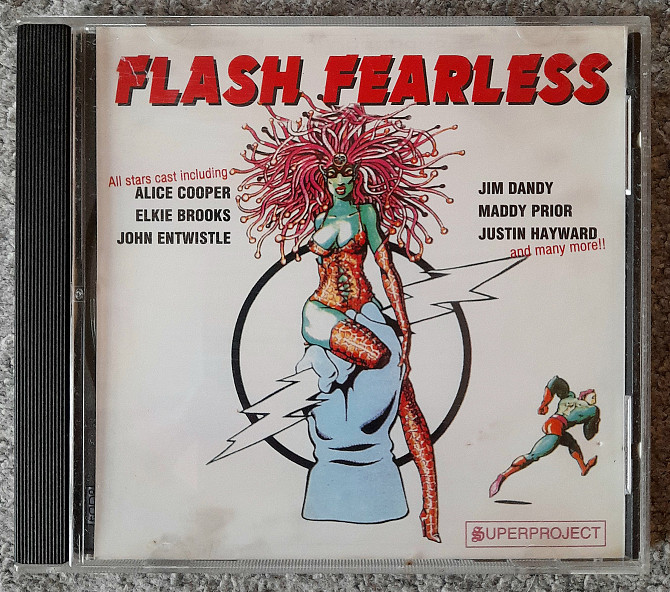 FLASH FEARLESS
All stars cast including
ALICE COOPER
ELKIE BROOKS
JOHN ENTWISTLE
JIM DANDY
MADDY PRIOR
JUSTIN HAYWARD
and many more!!
SUPERPROJECT